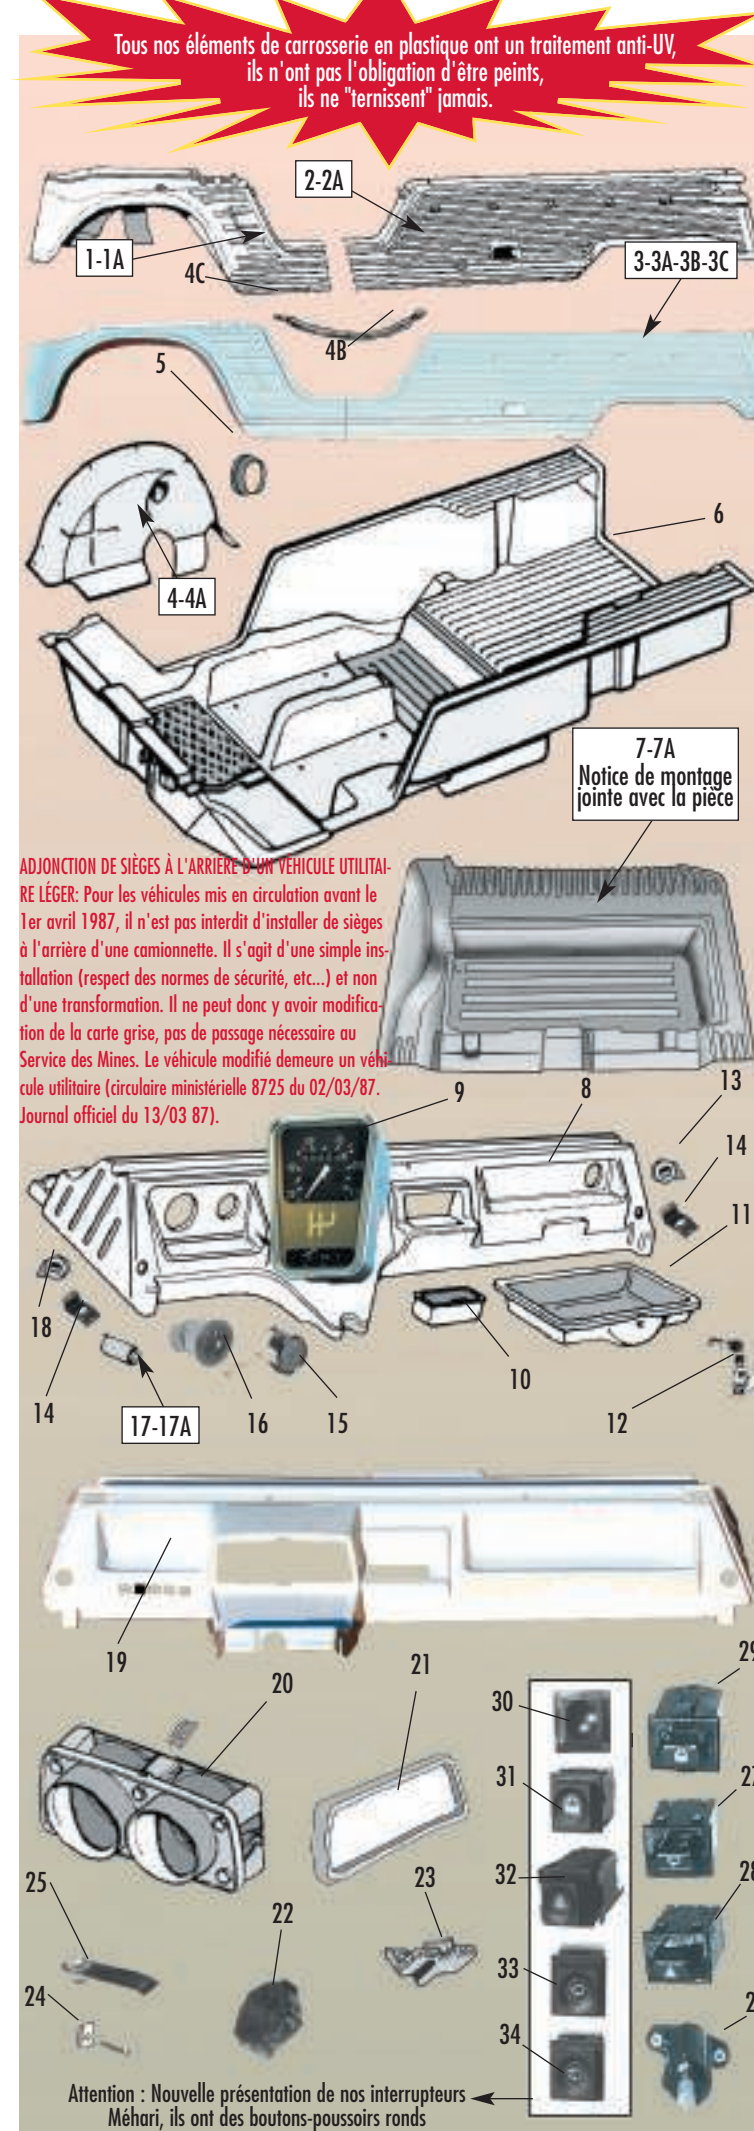 Tous nos éléments de carrosserie en plastique ont un traitement anti-UV,
ils n'ont pas l'obligation d'être peints,
ils ne "ternissent" jamais.
2-2A
1-1A
4C
3-3A-3B-3C
4B
5
6
4-4A
7-7A
Notice de montage
jointe avec la pièce
ADJONCTION DE SIÈGES À L'ARRIÈRE D'UN VÉHICULE UTILITAI-
RE LÉGER: Pour les véhicules mis en circulation avant le
1er avril 1987, il n'est pas interdit d'installer de sièges
à l'arrière d'une camionnette. Il s'agit d'une simple ins-
tallation (respect des normes de sécurité, etc...) et non
d'une transformation. Il ne peut donc y avoir modifica-
tion de la carte grise, pas de passage nécessaire au
Service des Mines. Le véhicule modifié demeure un véhi-
cule utilitaire (circulaire ministérielle 8725 du 02/03/87.
Journal officiel du 13/03 87).
9
8
13
14
11
18
14
17-17A
16
15
10
12
19
20
21
29
30
31
27
32
28
25
22
23
33
24
34
Attention : Nouvelle présentation de nos interrupteurs
Méhari, ils ont des boutons-poussoirs ronds